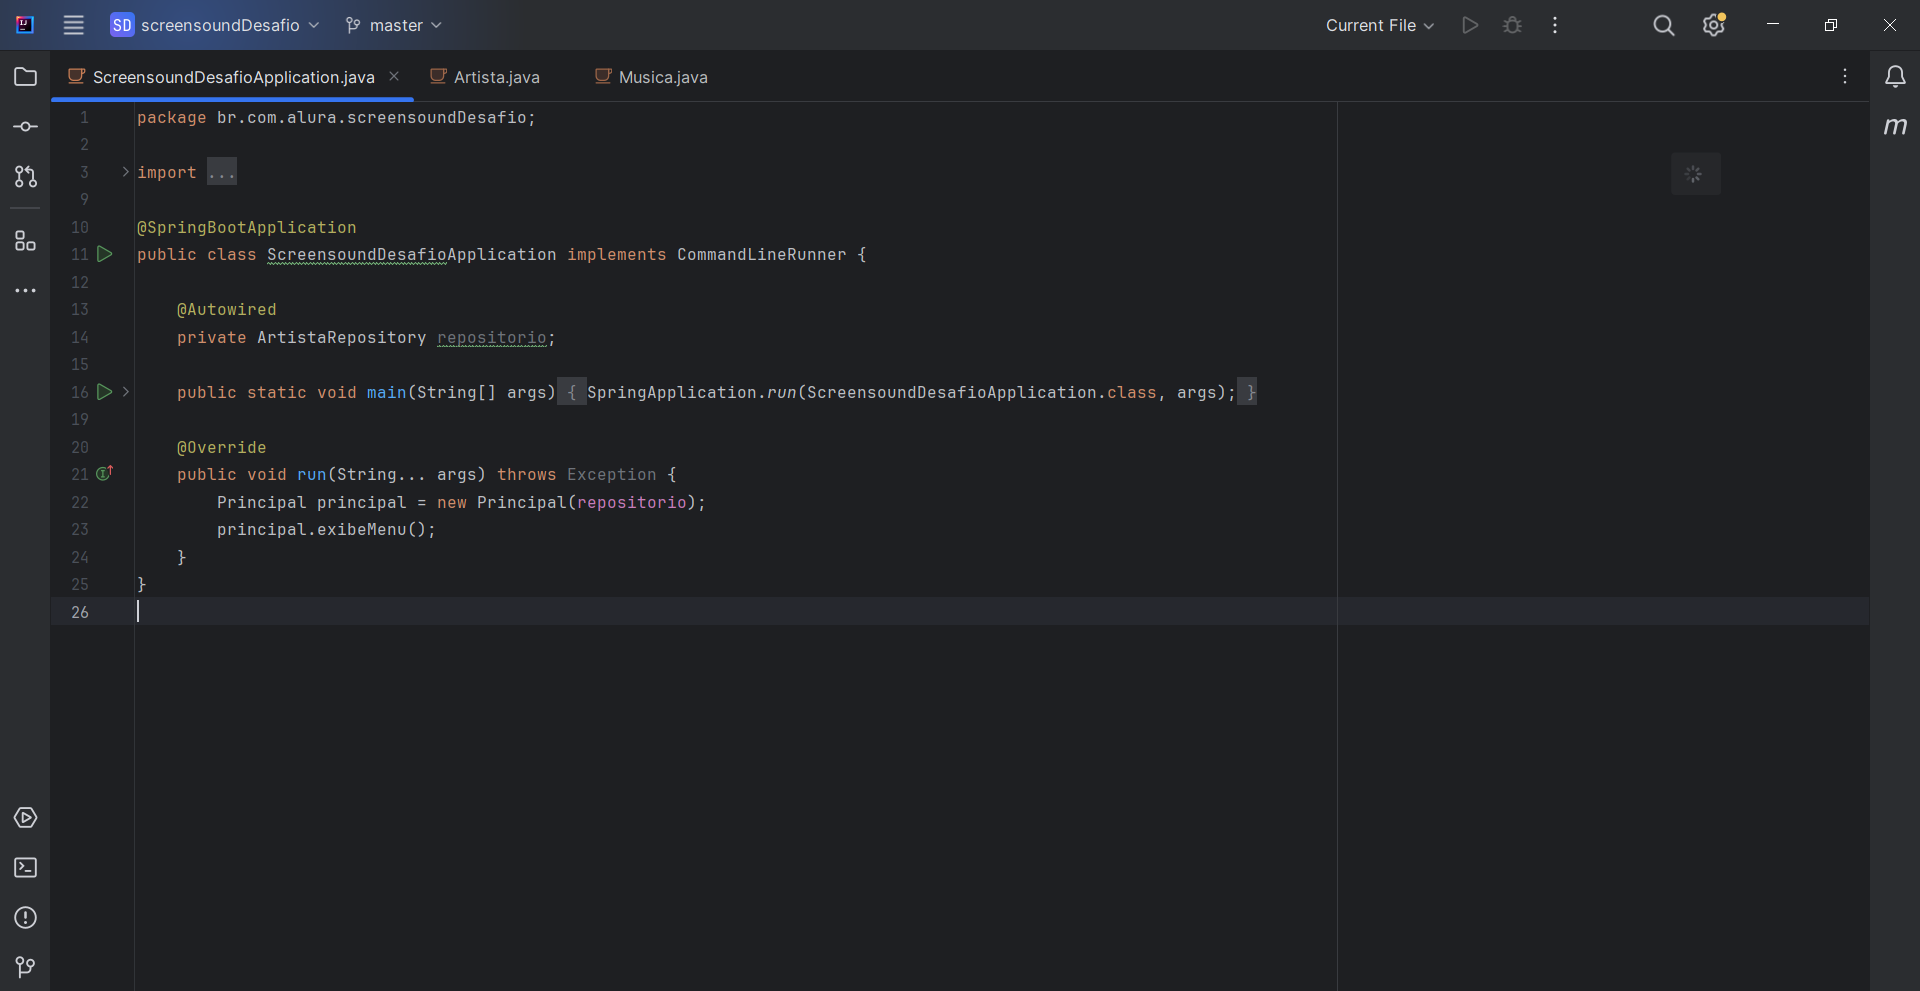 SD screensoundDesafio master Current File
ScreensoundDesafioApplication.java Artista.java Musica.java
m
1 package br.com.alura.screensoundDesafio;
2
3 import ...
9
10 @SpringBootApplication
11 public class ScreensoundDesafioApplication implements CommandLineRunner {
12
13 @Autowired
14 private ArtistaRepository repositorio;
15
16 public static void main(String[] args) { SpringApplication.run(ScreensoundDesafioApplication.class, args); }
19
20 @Override
21 public void run(String... args) throws Exception {
22 Principal principal = new Principal(repositorio);
23 principal.exibeMenu();
24 }
25 }
26